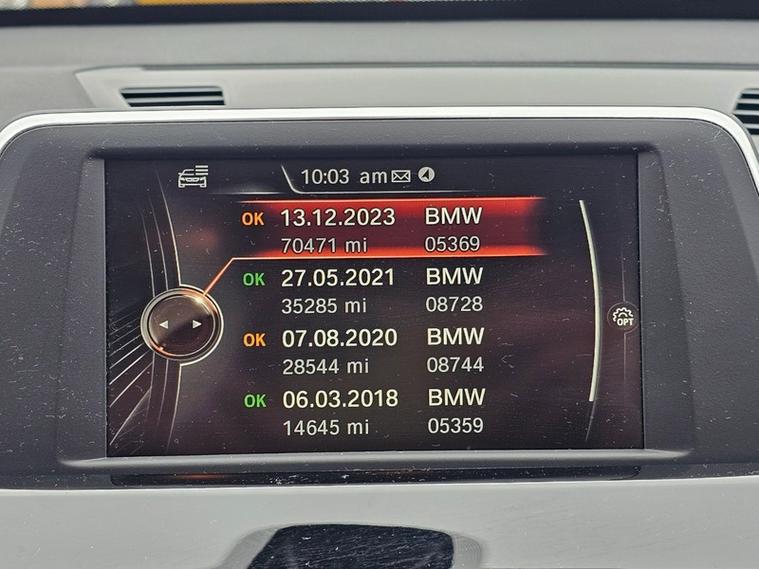 10:03 am
OK 13.12.2023 BMW
70471 mi 05369
OK 27.05.2021 BMW
35285 mi 08728
OPT
OK 07.08.2020 BMW
28544 mi 08744
OK 06.03.2018 BMW
14645 mi 05359